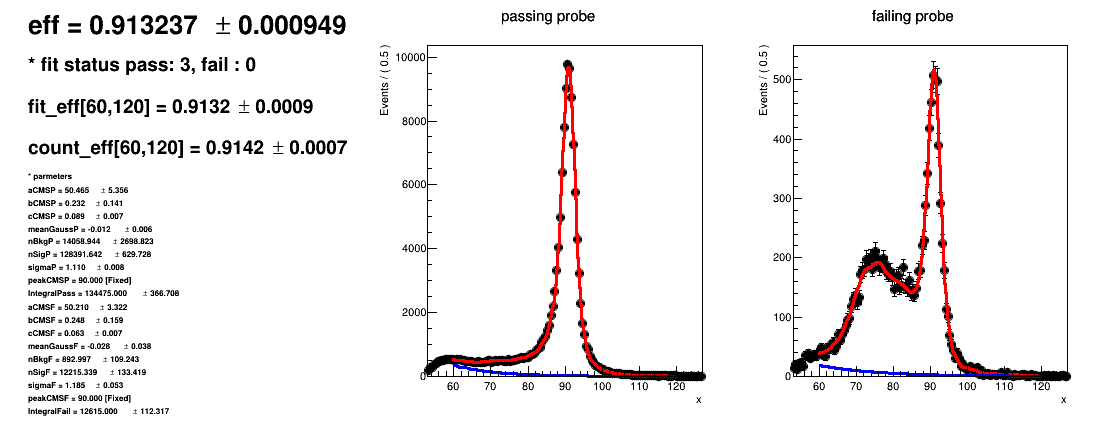 eff = 0.913237 ± 0.000949
* fit status pass: 3, fail : 0
fit_eff[60,120] = 0.9132 ± 0.0009
count_eff[60,120] = 0.9142 ± 0.0007
* parmeters
aCMSP = 50.465 ± 5.356
bCMSP = 0.232 ± 0.141
cCMSP = 0.089 ± 0.007
meanGaussP = -0.012 ± 0.006
nBkgP = 14058.944 ± 2698.823
nSigP = 128391.642 ± 629.728
sigmaP = 1.110 ± 0.008
peakCMSP = 90.000 [Fixed]
IntegralPass = 134475.000 ± 366.708
aCMSF = 50.210 ± 3.322
bCMSF = 0.248 ± 0.159
cCMSF = 0.063 ± 0.007
meanGaussF = -0.028 ± 0.038
nBkgF = 892.997 ± 109.243
nSigF = 12215.339 ± 133.419
sigmaF = 1.185 ± 0.053
peakCMSF = 90.000 [Fixed]
IntegralFail = 12615.000 ± 112.317
passing probe
Events / ( 0.5 )
10000
8000
6000
4000
2000
0
60 70 80 90 100 110 120
x
failing probe
Events / ( 0.5 )
500
400
300
200
100
0
60 70 80 90 100 110 120
x